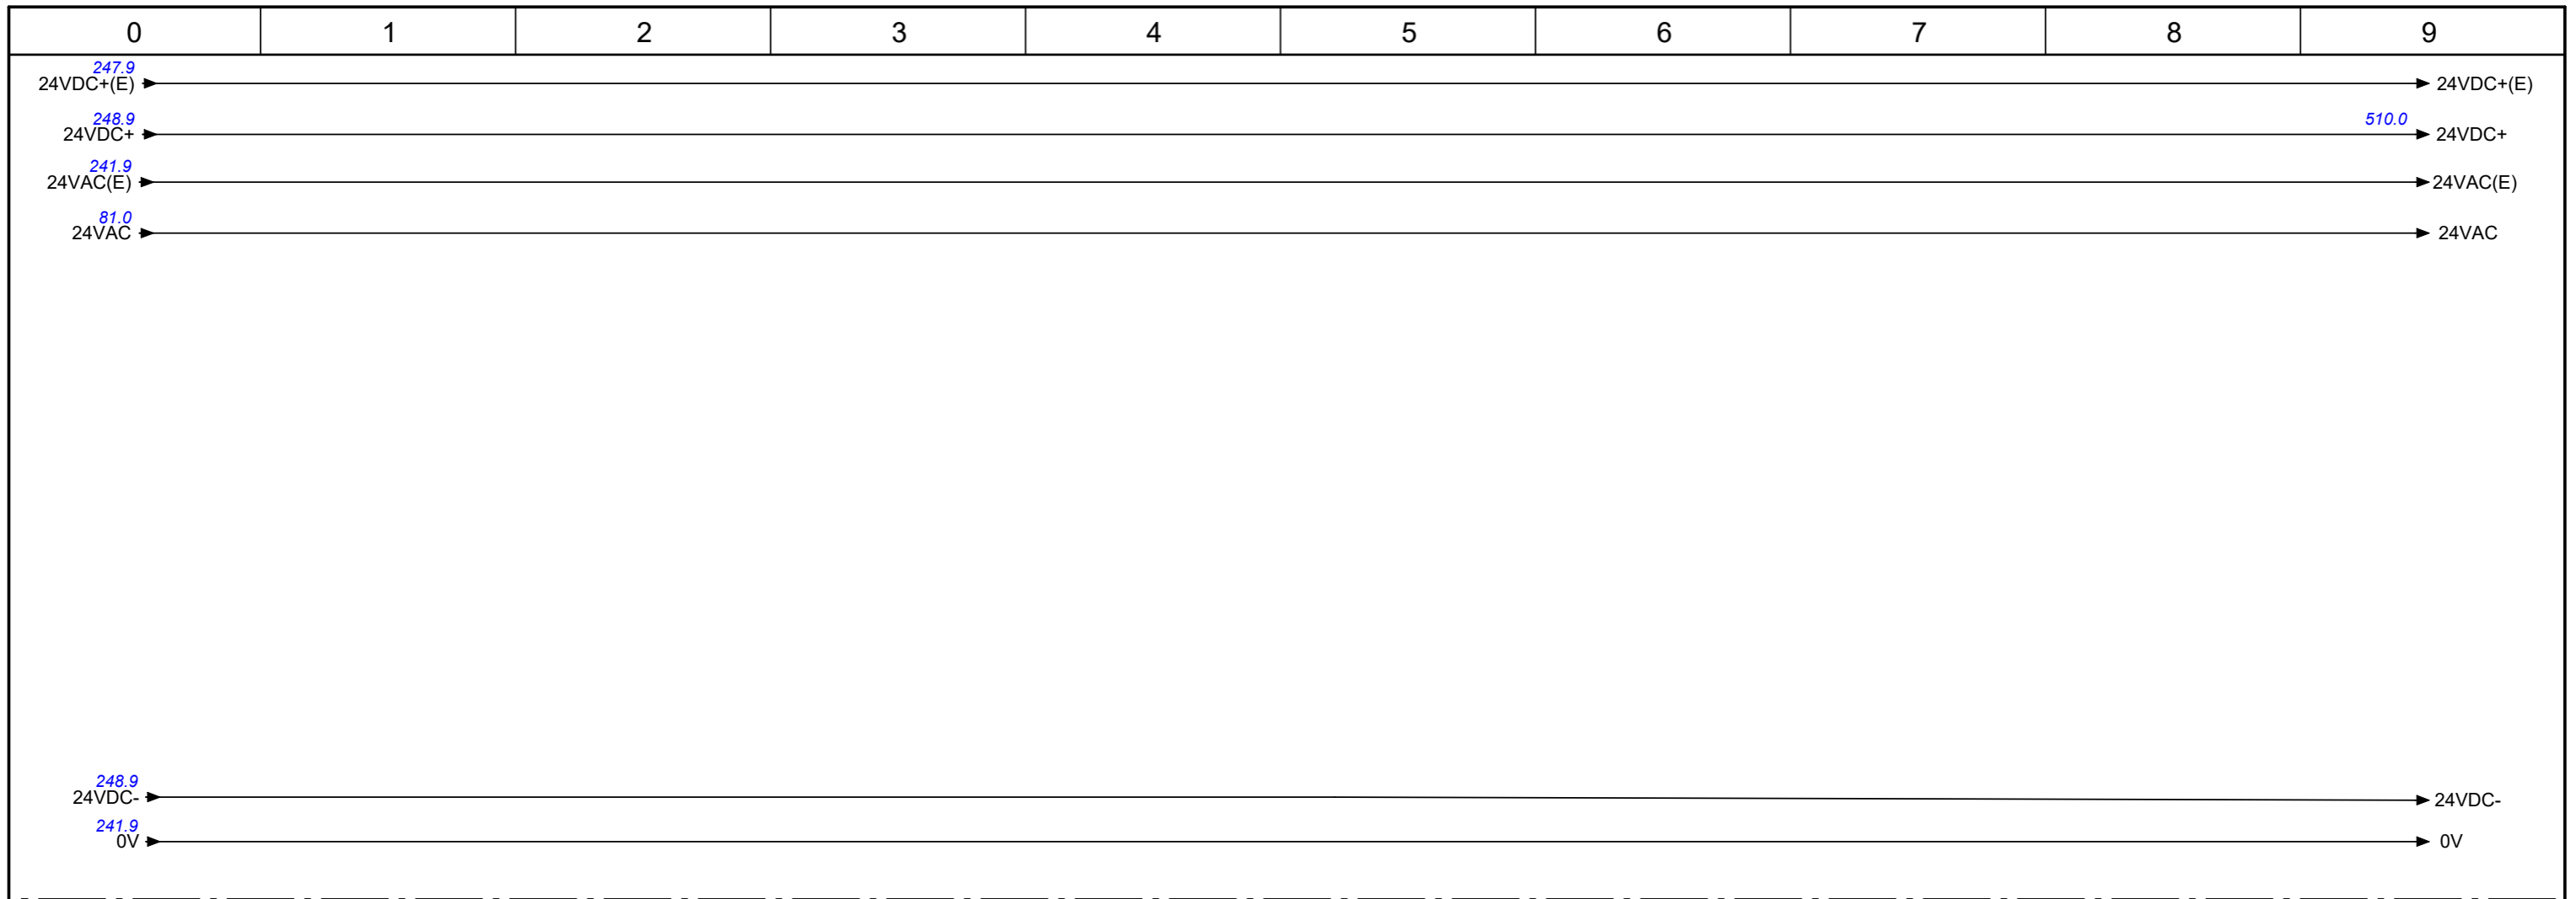 0 1 2 3 4 5 6 7 8 9
247.9
24VDC+(E) 24VDC+(E)
248.9 510.0
24VDC+ 24VDC+
241.9
24VAC(E) 24VAC(E)
81.0
24VAC 24VAC
248.9
24VDC- 24VDC-
241.9
0V 0V